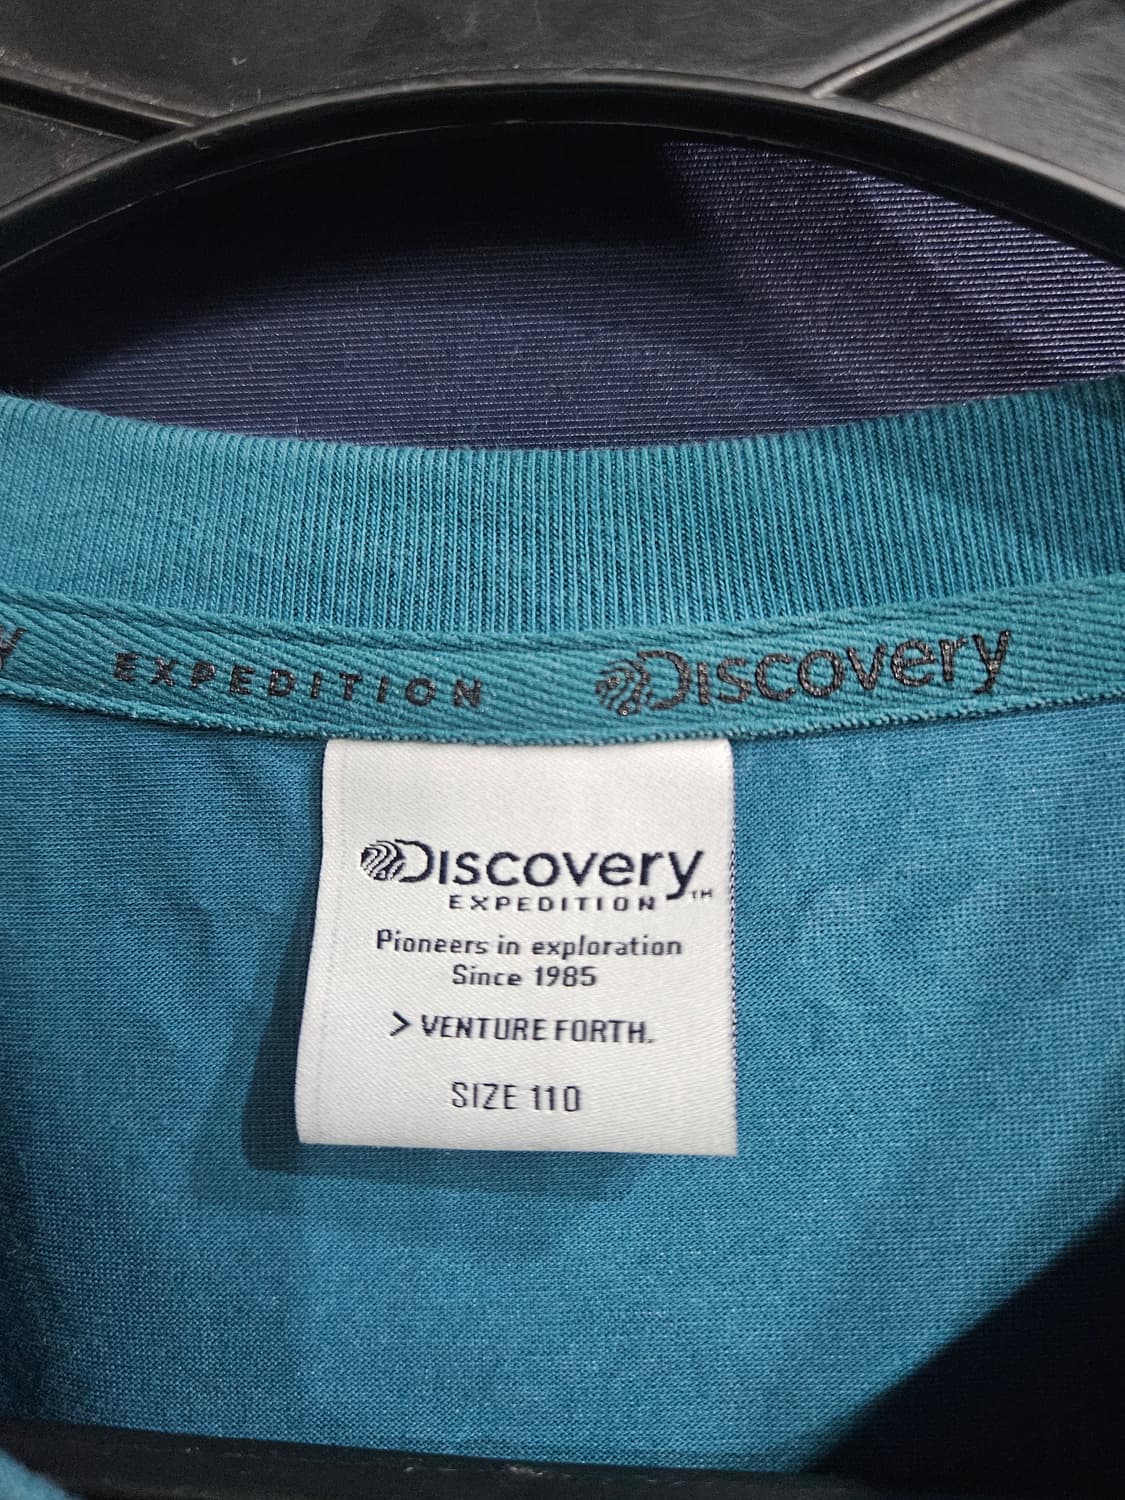 EXPEDITION DISCOVERY
DISCOVERY
EXPEDITION TM
Pioneers in exploration
Since 1985
> VENTURE FORTH.
SIZE 110